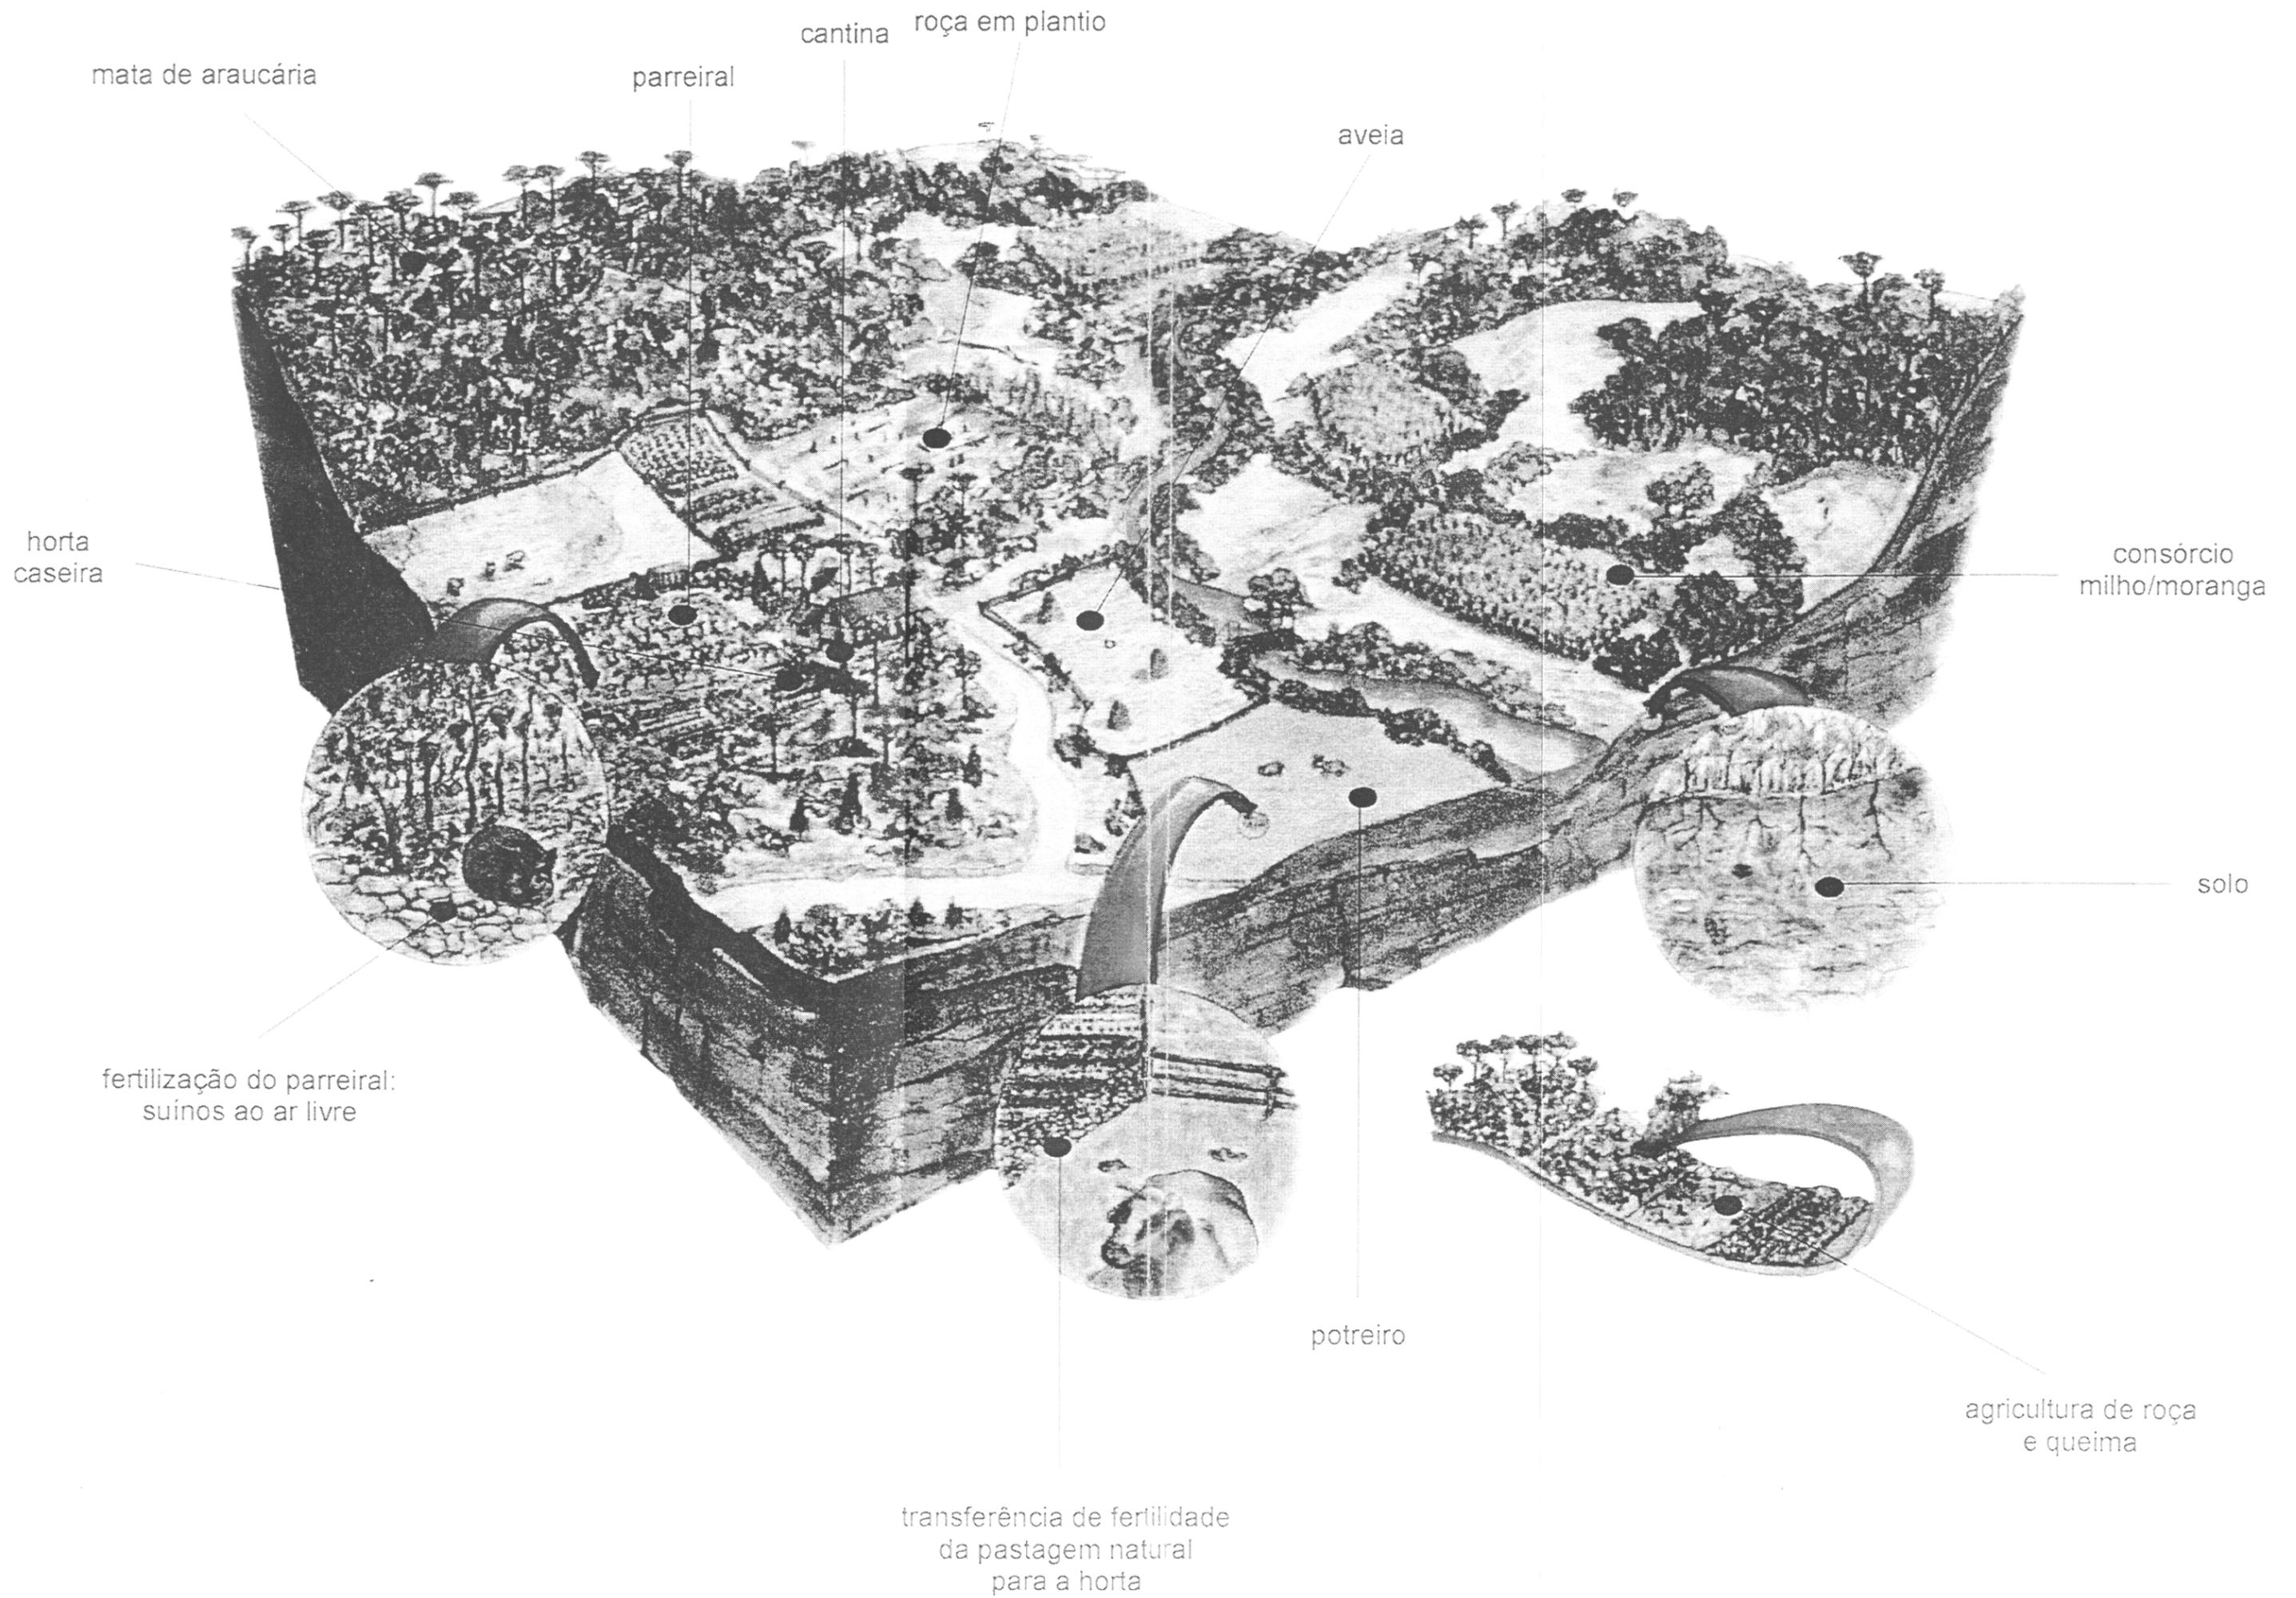 cantina
roça em plantio
mata de araucária
parreiral
aveia
horta
caseira
consórcio
milho/moranga
solo
fertilização do parreiral:
suínos ao ar livre
potreiro
agricultura de roça
e queima
transferência de fertilidade
da pastagem natural
para a horta